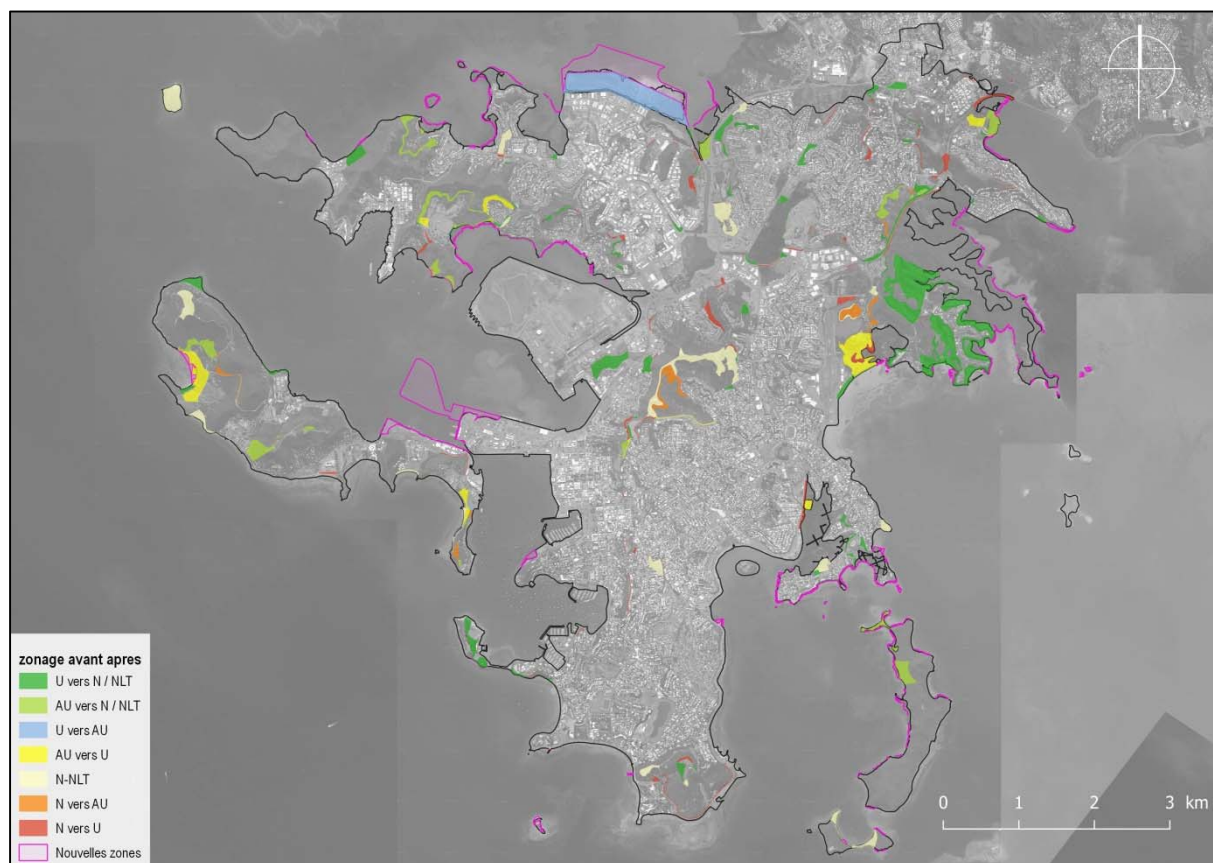 zonage avant apres
U vers N / NLT
AU vers N / NLT
U vers AU
AU vers U
N-NLT
N vers AU
N vers U
Nouvelles zones
0 1 2 3 km